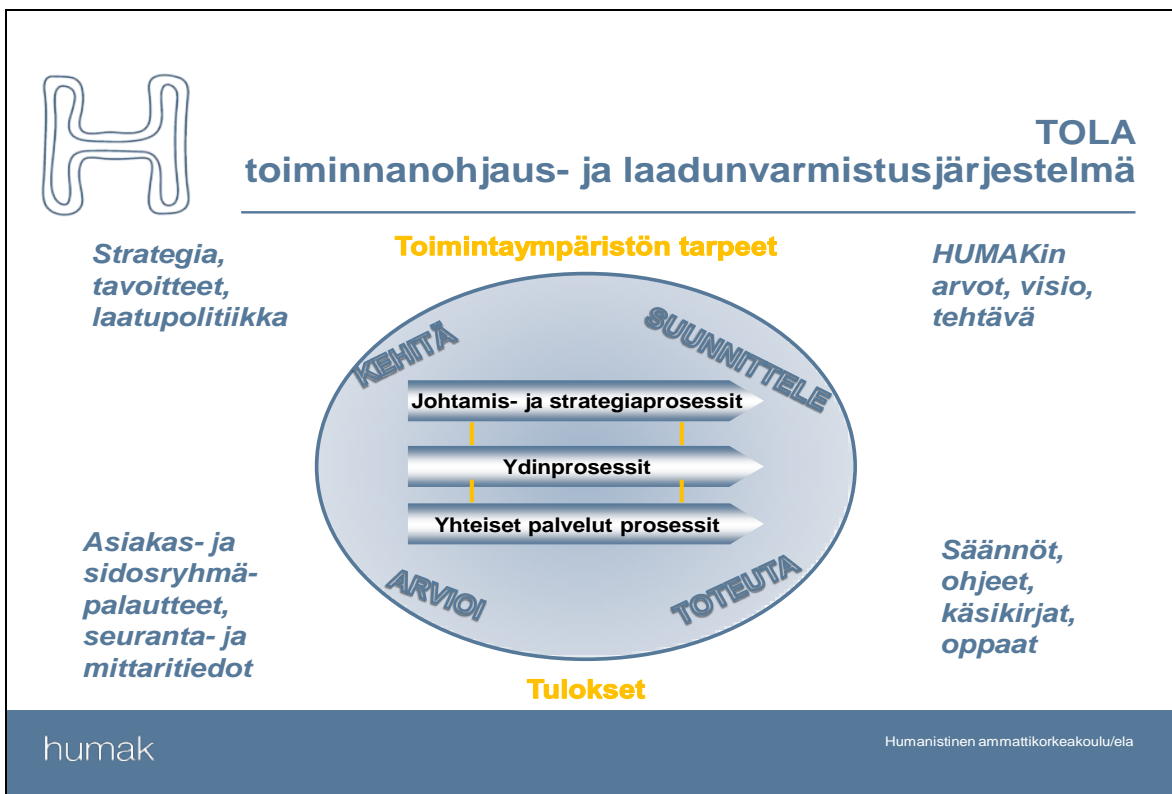 TOLA
toiminnanohjaus- ja laadunvarmistusjärjestelmä
Strategia,
tavoitteet,
laatupolitiikka
Toimintaympäristön tarpeet
HUMAKin
arvot, visio,
tehtävä
KEHITÄ
SUUNNITTELE
Johtamis- ja strategiaprosessit
Ydinprosessit
Yhteiset palvelut prosessit
Asiakas- ja
sidosryhmä-
palautteet,
seuranta- ja
mittaritiedot
ARVIOI
TOTEUTA
Säännöt,
ohjeet,
käsikirjat,
oppaat
Tulokset
humak
Humanistinen ammattikorkeakoulu/ela